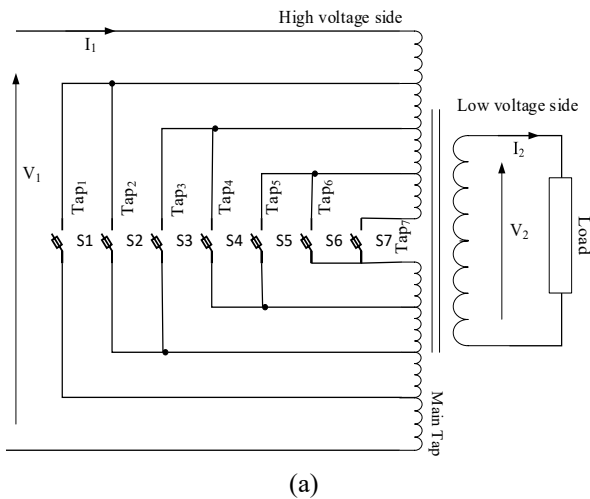 High voltage side
I1
Low voltage side
I2
V1
Tap1
Tap2
Tap3
Tap4
Tap5
Tap6
Tap7
S1
S2
S3
S4
S5
S6
S7
V2
Load
Main Tap
(a)